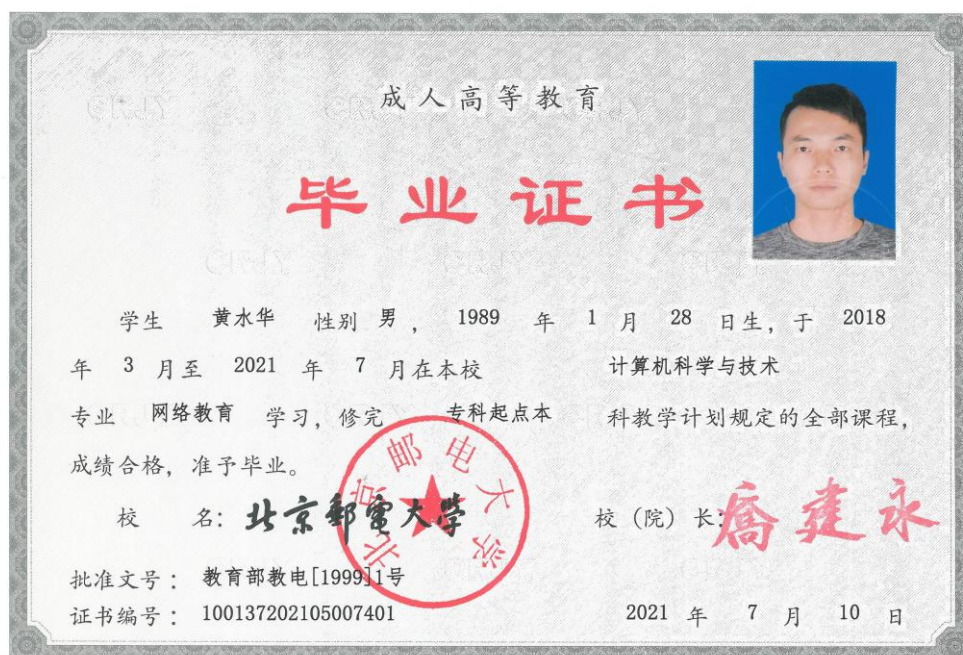 成人高等教育
毕业证书
学生 黄水华 性别 男 , 1989 年 1 月 28 日生, 于 2018
年 3 月至 2021 年 7 月在本校 计算机科学与技术
专业 网络教育 学习, 修完 专科起点本 科教学计划规定的全部课程,
成绩合格, 准予毕业。
北京邮电大学
校 名: 北京郵電大學 校 (院) 长: 乔建永
批准文号: 教育部教电[1999]1号
证书编号: 100137202105007401 2021 年 7 月 10 日